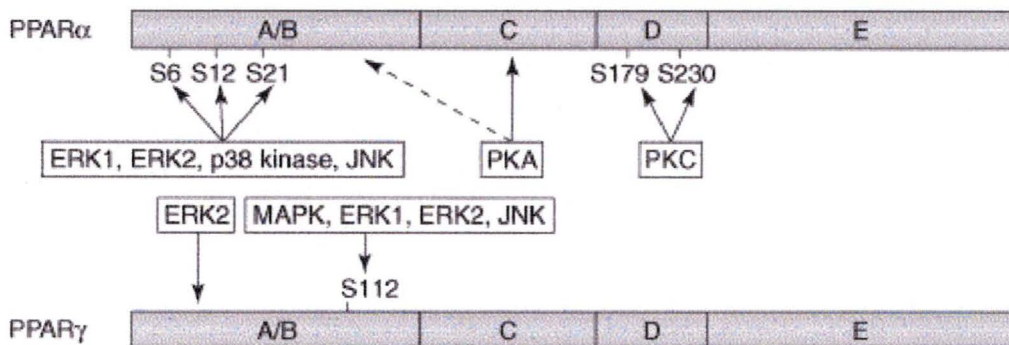 PPARα A/B C D E
S6 S12 S21 S179 S230
ERK1, ERK2, p38 kinase, JNK PKA PKC
ERK2 MAPK, ERK1, ERK2, JNK
S112
PPARγ A/B C D E